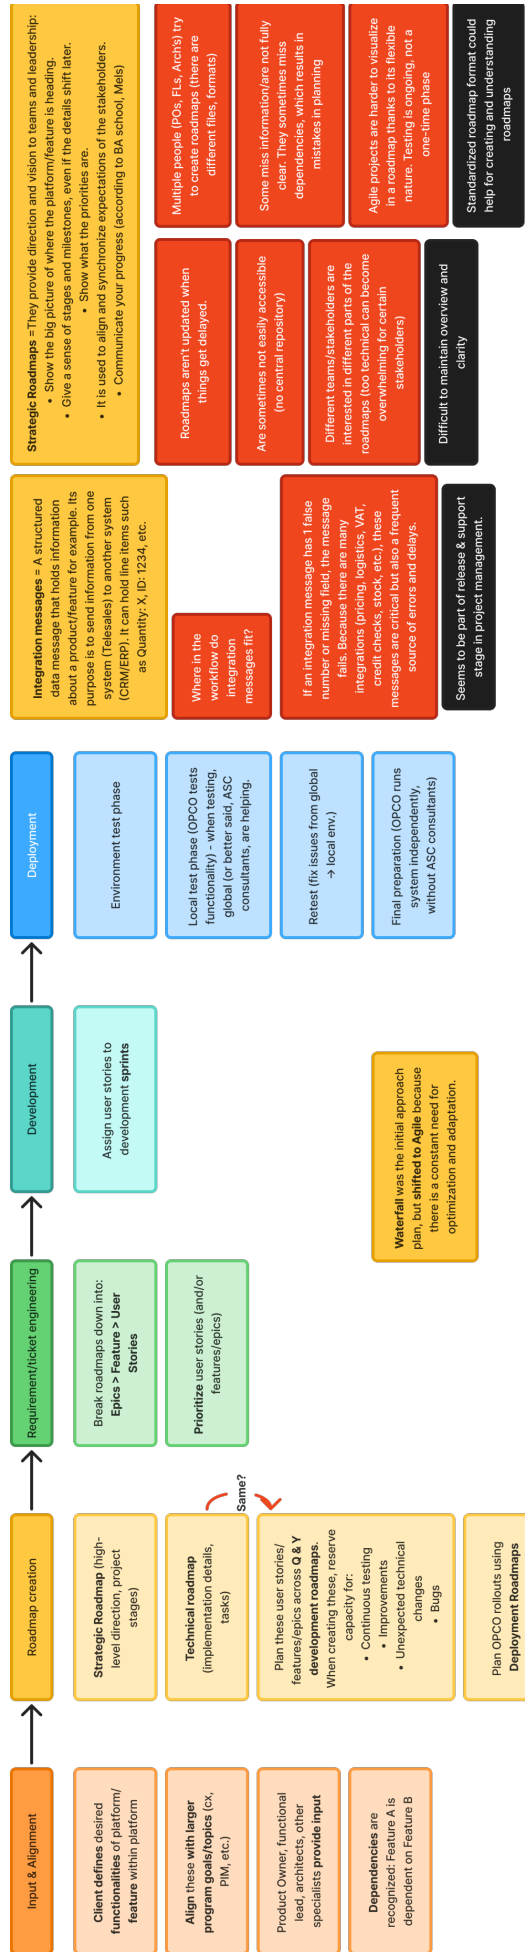 Input & Alignment
Client defines desired
functionalities of platform/
feature within platform
Align these with larger
program goals/topics (cx,
PIM, etc.)
Product Owner, functional
lead, architects, other
specialists provide input
Dependencies are
recognized: Feature A is
dependent on Feature B
Roadmap creation
Strategic Roadmap (high-
level direction, project
stages)
Technical roadmap
(implementation details,
tasks)
Same?
Plan these user stories/
features/epics across Q & Y
development roadmaps.
When creating these, reserve
capacity for:
• Continuous testing
• Improvements
• Unexpected technical
changes
• Bugs
Plan OPCO rollouts using
Deployment Roadmaps
Requirement/ticket engineering
Break roadmaps down into:
Epics > Feature > User
Stories
Prioritize user stories (and/or
features/epics)
Development
Assign user stories to
development sprints
Waterfall was the initial approach
plan, but shifted to Agile because
there is a constant need for
optimization and adaptation.
Deployment
Environment test phase
Local test phase (OPCO tests
functionality) - when testing,
global (or better said, ASC
consultants, are helping.
Retest (fix issues from global
→ local env.)
Final preparation (OPCO runs
system independently,
without ASC consultants)
Integration messages = A structured
data message that holds information
about a product/feature for example. Its
purpose is to send information from one
system (Telesales) to another system
(CRM/ERP). It can hold line items such
as Quantity: X, ID: 1234, etc.
Where in the
workflow do
integration
messages fit?
If an integration message has 1 false
number or missing field, the message
fails. Because there are many
integrations (pricing, logistics, VAT,
credit checks, stock, etc.), these
messages are critical but also a frequent
source of errors and delays.
Seems to be part of release & support
stage in project management.
Strategic Roadmaps =They provide direction and vision to teams and leadership:
• Show the big picture of where the platform/feature is heading.
• Give a sense of stages and milestones, even if the details shift later.
• Show what the priorities are.
• It is used to align and synchronize expectations of the stakeholders.
• Communicate your progress (according to BA school, Mels)
Roadmaps aren't updated when
things get delayed.
Are sometimes not easily accessible
(no central repository)
Different teams/stakeholders are
interested in different parts of the
roadmaps (too technical can become
overwhelming for certain
stakeholders)
Difficult to maintain overview and
clarity
Multiple people (POs, FLs, Arch's) try
to create roadmaps (there are
different files, formats)
Some miss information/are not fully
clear. They sometimes miss
dependencies, which results in
mistakes in planning
Agile projects are harder to visualize
in a roadmap thanks to its flexible
nature. Testing is ongoing, not a
one-time phase
Standardized roadmap format could
help for creating and understanding
roadmaps